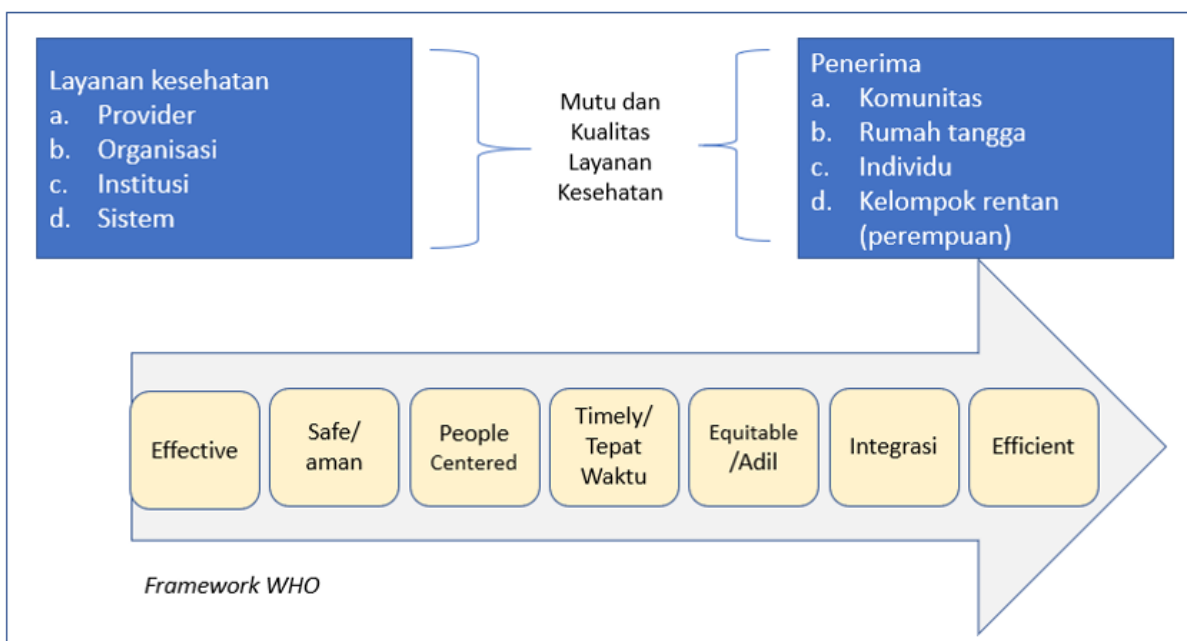 Layanan kesehatan
a. Provider
b. Organisasi
c. Institusi
d. Sistem
Mutu dan
Kualitas
Layanan
Kesehatan
Penerima
a. Komunitas
b. Rumah tangga
c. Individu
d. Kelompok rentan
(perempuan)
Effective
Safe/
aman
People
Centered
Timely/
Tepat
Waktu
Equitable
/Adil
Integrasi
Efficient
Framework WHO